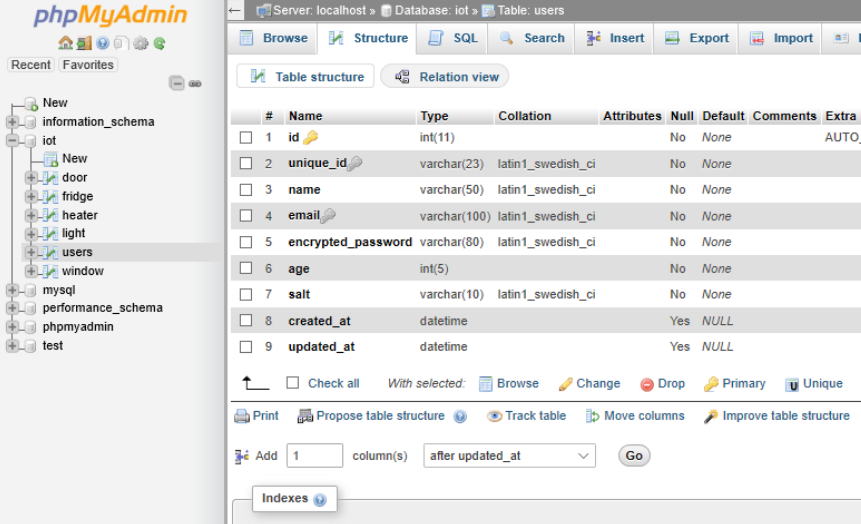 phpMyAdmin
Recent Favorites
New
information_schema
iot
New
door
fridge
heater
light
users
window
mysql
performance_schema
phpmyadmin
test
Server: localhost » Database: iot » Table: users
Browse Structure SQL Search Insert Export Import
Table structure Relation view
# Name Type Collation Attributes Null Default Comments Extra
1 id int(11) No None AUTO_
2 unique_id varchar(23) latin1_swedish_ci No None
3 name varchar(50) latin1_swedish_ci No None
4 email varchar(100) latin1_swedish_ci No None
5 encrypted_password varchar(80) latin1_swedish_ci No None
6 age int(5) No None
7 salt varchar(10) latin1_swedish_ci No None
8 created_at datetime Yes NULL
9 updated_at datetime Yes NULL
Check all With selected: Browse Change Drop Primary Unique
Print Propose table structure Track table Move columns Improve table structure
Add 1 column(s) after updated_at Go
Indexes